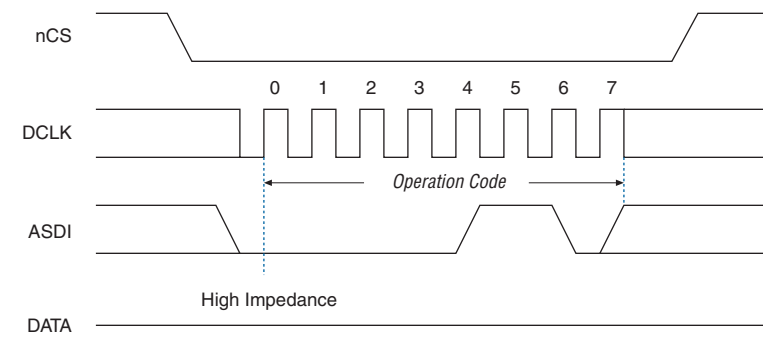 nCS
0 1 2 3 4 5 6 7
DCLK
Operation Code
ASDI
High Impedance
DATA